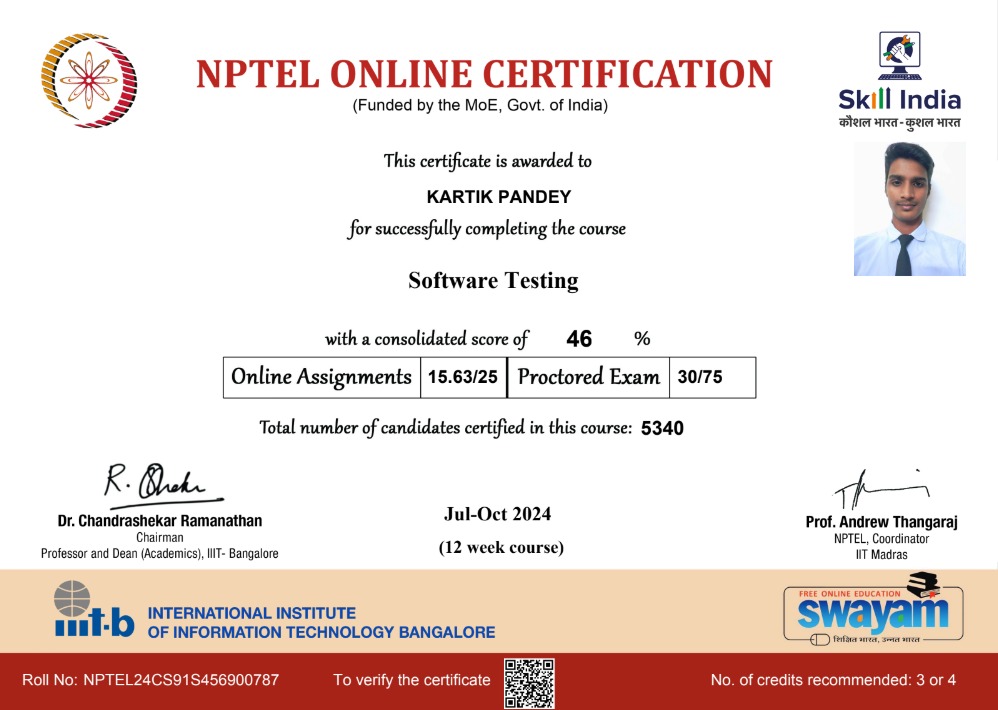 NPTEL ONLINE CERTIFICATION
(Funded by the MoE, Govt. of India)
Skill India
कौशल भारत - कुशल भारत
This certificate is awarded to
KARTIK PANDEY
for successfully completing the course
Software Testing
with a consolidated score of 46 %
Online Assignments 15.63/25 Proctored Exam 30/75
Total number of candidates certified in this course: 5340
Dr. Chandrashekar Ramanathan
Chairman
Professor and Dean (Academics), IIIT- Bangalore
Jul-Oct 2024
(12 week course)
Prof. Andrew Thangaraj
NPTEL, Coordinator
IIT Madras
iiit-b
INTERNATIONAL INSTITUTE
OF INFORMATION TECHNOLOGY BANGALORE
FREE ONLINE EDUCATION
swayam
शिक्षित भारत, उन्नत भारत
Roll No: NPTEL24CS91S456900787 To verify the certificate No. of credits recommended: 3 or 4